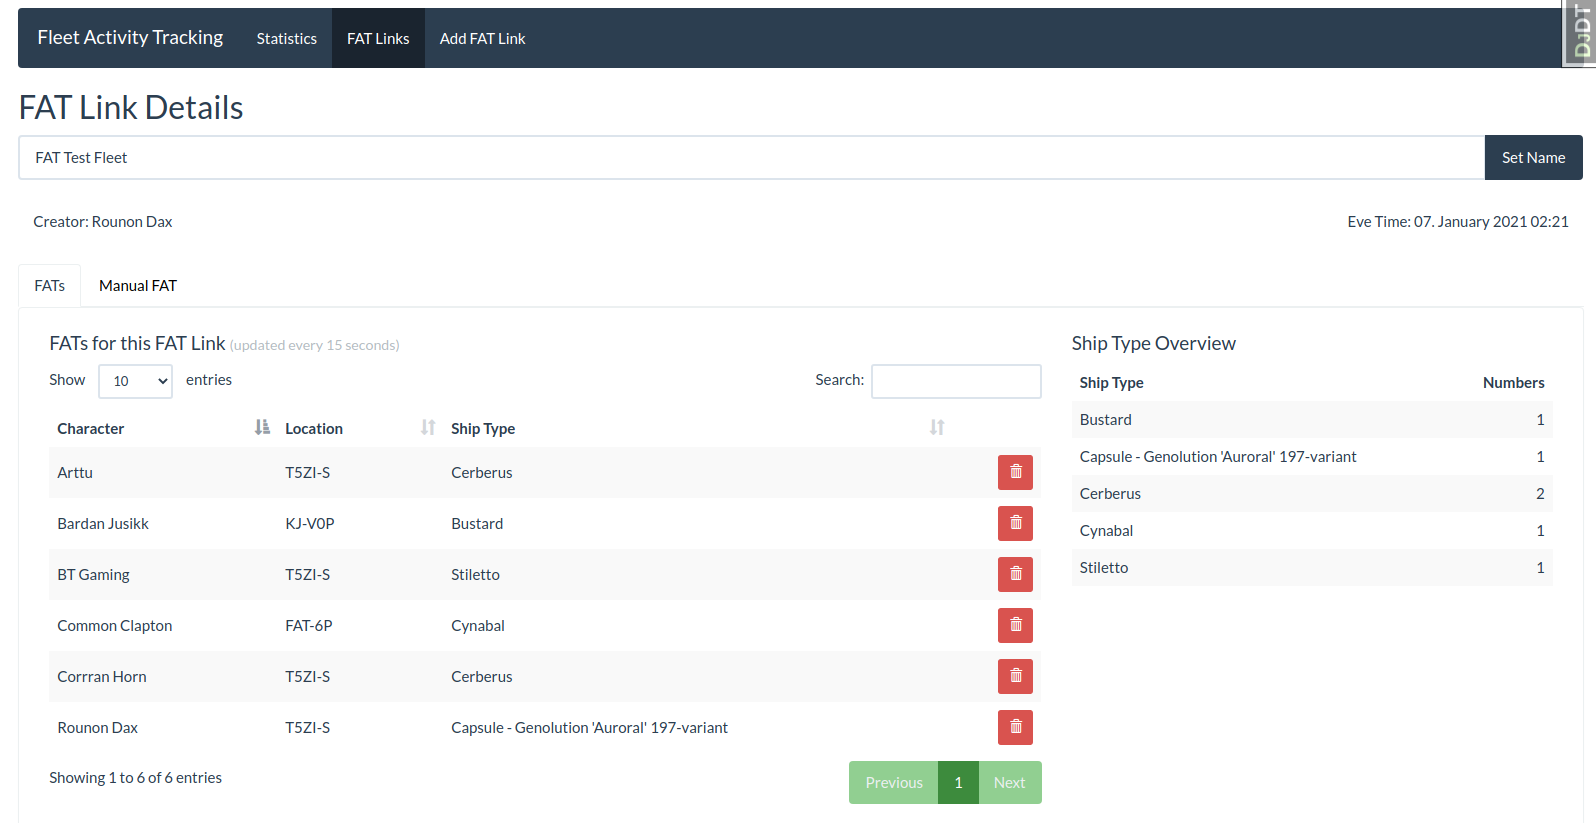 Fleet Activity Tracking Statistics FAT Links Add FAT Link
DJDT
FAT Link Details
FAT Test Fleet Set Name
Creator: Rounon Dax Eve Time: 07. January 2021 02:21
FATs Manual FAT
FATs for this FAT Link (updated every 15 seconds)
Show 10 entries Search:
Character Location Ship Type
Arttu T5ZI-S Cerberus
Bardan Jusikk KJ-V0P Bustard
BT Gaming T5ZI-S Stiletto
Common Clapton FAT-6P Cynabal
Corrran Horn T5ZI-S Cerberus
Rounon Dax T5ZI-S Capsule - Genolution 'Auroral' 197-variant
Showing 1 to 6 of 6 entries Previous 1 Next
Ship Type Overview
Ship Type Numbers
Bustard 1
Capsule - Genolution 'Auroral' 197-variant 1
Cerberus 2
Cynabal 1
Stiletto 1